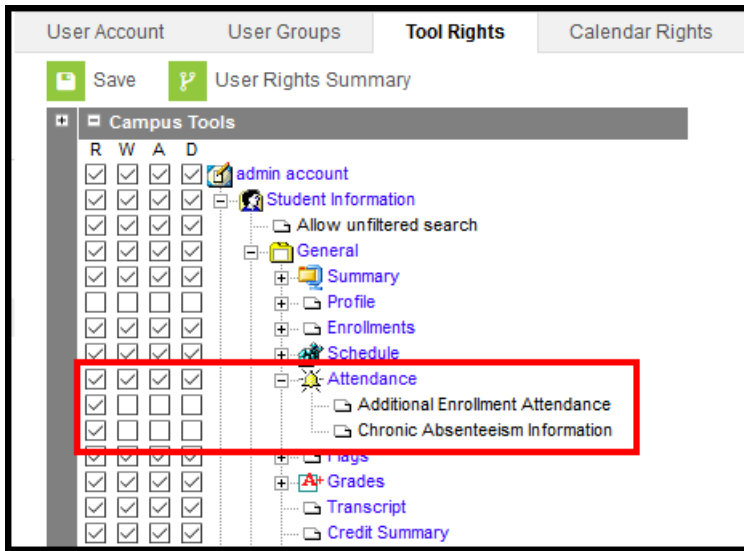 User Account User Groups Tool Rights Calendar Rights
Save User Rights Summary
Campus Tools
R W A D
admin account
Student Information
Allow unfiltered search
General
Summary
Profile
Enrollments
Schedule
Attendance
Additional Enrollment Attendance
Chronic Absenteeism Information
Flags
A+ Grades
Transcript
Credit Summary